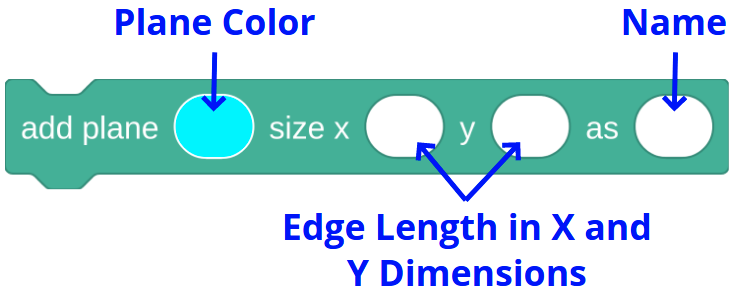 Plane Color Name
add plane size x y as
Edge Length in X and
Y Dimensions